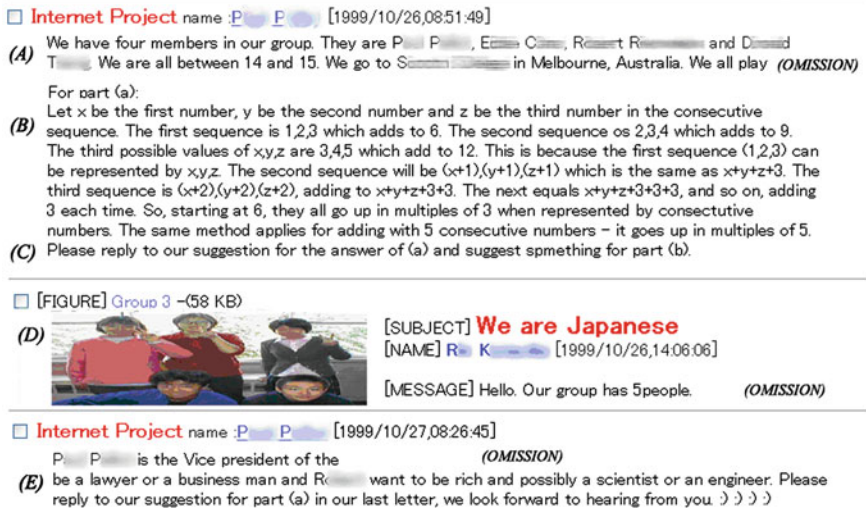 Internet Project name :P P [1999/10/26,08:51:49]
(A) We have four members in our group. They are P P , and
T . We are all between 14 and 15. We go to S in Melbourne, Australia. We all play (OMISSION)
For part (a):
(B) Let x be the first number, y be the second number and z be the third number in the consecutive
sequence. The first sequence is 1,2,3 which adds to 6. The second sequence os 2,3,4 which adds to 9.
The third possible values of x,y,z are 3,4,5 which add to 12. This is because the first sequence (1,2,3) can
be represented by x,y,z. The second sequence will be (x+1),(y+1),(z+1) which is the same as x+y+z+3. The
third sequence is (x+2),(y+2),(z+2), adding to x+y+z+3+3. The next equals x+y+z+3+3+3, and so on, adding
3 each time. So, starting at 6, they all go up in multiples of 3 when represented by consectutive
numbers. The same method applies for adding with 5 consecutive numbers - it goes up in multiples of 5.
(C) Please reply to our suggestion for the answer of (a) and suggest spmething for part (b).
[FIGURE] Group 3 -(58 KB)
(D)
[SUBJECT] We are Japanese
[NAME] R K [1999/10/26,14:06:06]
[MESSAGE] Hello. Our group has 5people. (OMISSION)
Internet Project name :P P [1999/10/27,08:26:45]
P P is the Vice president of the (OMISSION)
(E) be a lawyer or a business man and R want to be rich and possibly a scientist or an engineer. Please
reply to our suggestion for part (a) in our last letter, we look forward to hearing from you. :) :) :) :)